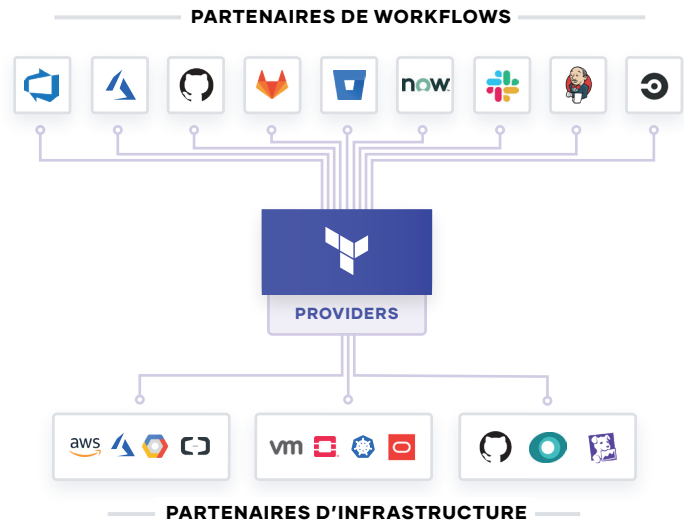 PARTENAIRES DE WORKFLOWS
now
PROVIDERS
aws
vm
PARTENAIRES D'INFRASTRUCTURE